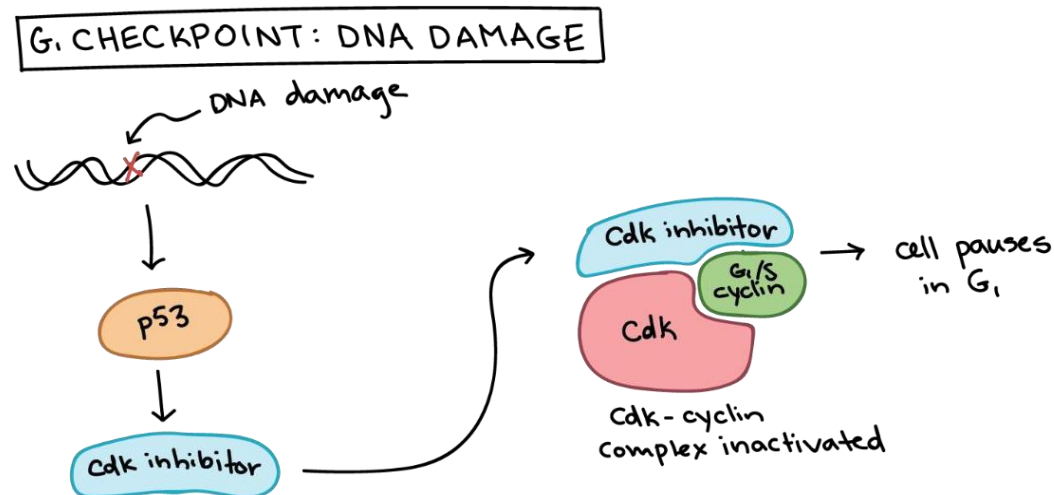 G₁ CHECKPOINT: DNA DAMAGE
DNA damage
p53
Cdk inhibitor
Cdk inhibitor
G₁/S
cyclin
Cdk
Cdk-cyclin
complex inactivated
cell pauses
in G₁